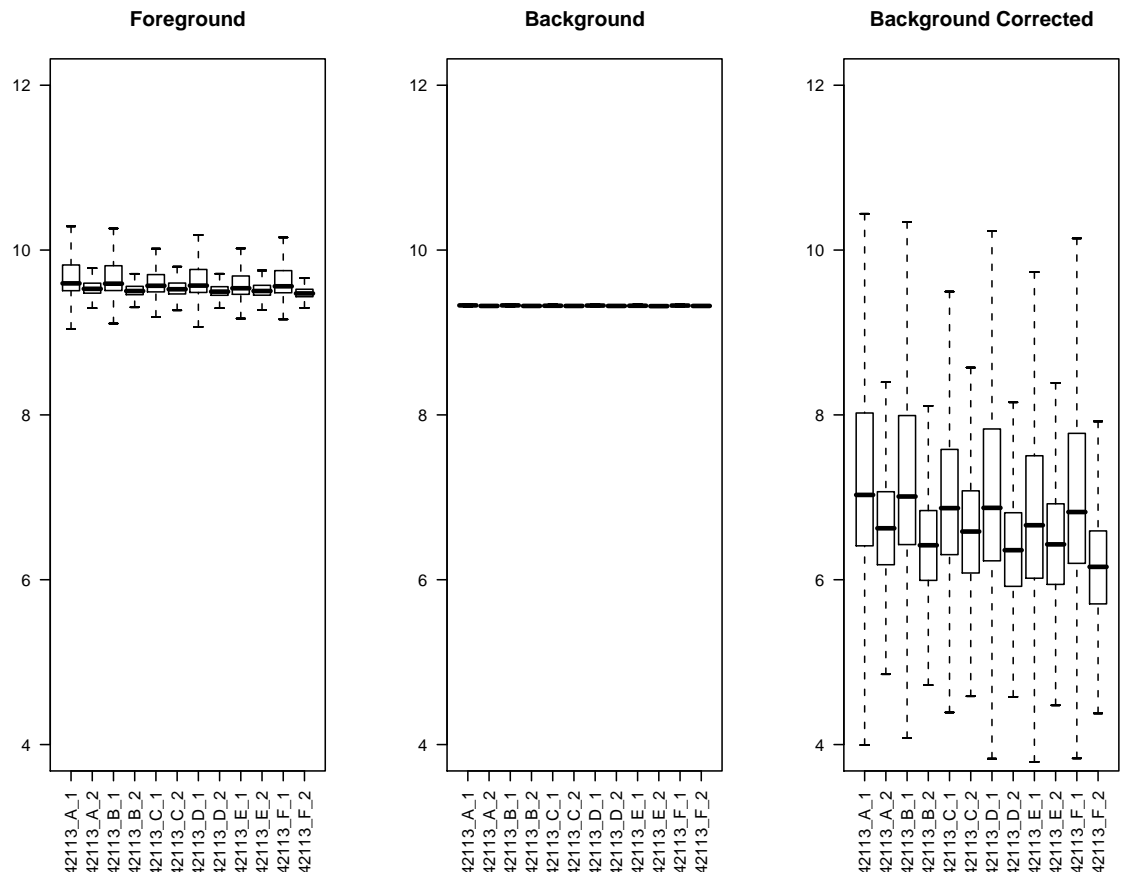 Foreground
12
10
8
6
4
42113_A_1
42113_A_2
42113_B_1
42113_B_2
42113_C_1
42113_C_2
42113_D_1
42113_D_2
42113_E_1
42113_E_2
42113_F_1
42113_F_2
Background
12
10
8
6
4
42113_A_1
42113_A_2
42113_B_1
42113_B_2
42113_C_1
42113_C_2
42113_D_1
42113_D_2
42113_E_1
42113_E_2
42113_F_1
42113_F_2
Background Corrected
12
10
8
6
4
42113_A_1
42113_A_2
42113_B_1
42113_B_2
42113_C_1
42113_C_2
42113_D_1
42113_D_2
42113_E_1
42113_E_2
42113_F_1
42113_F_2